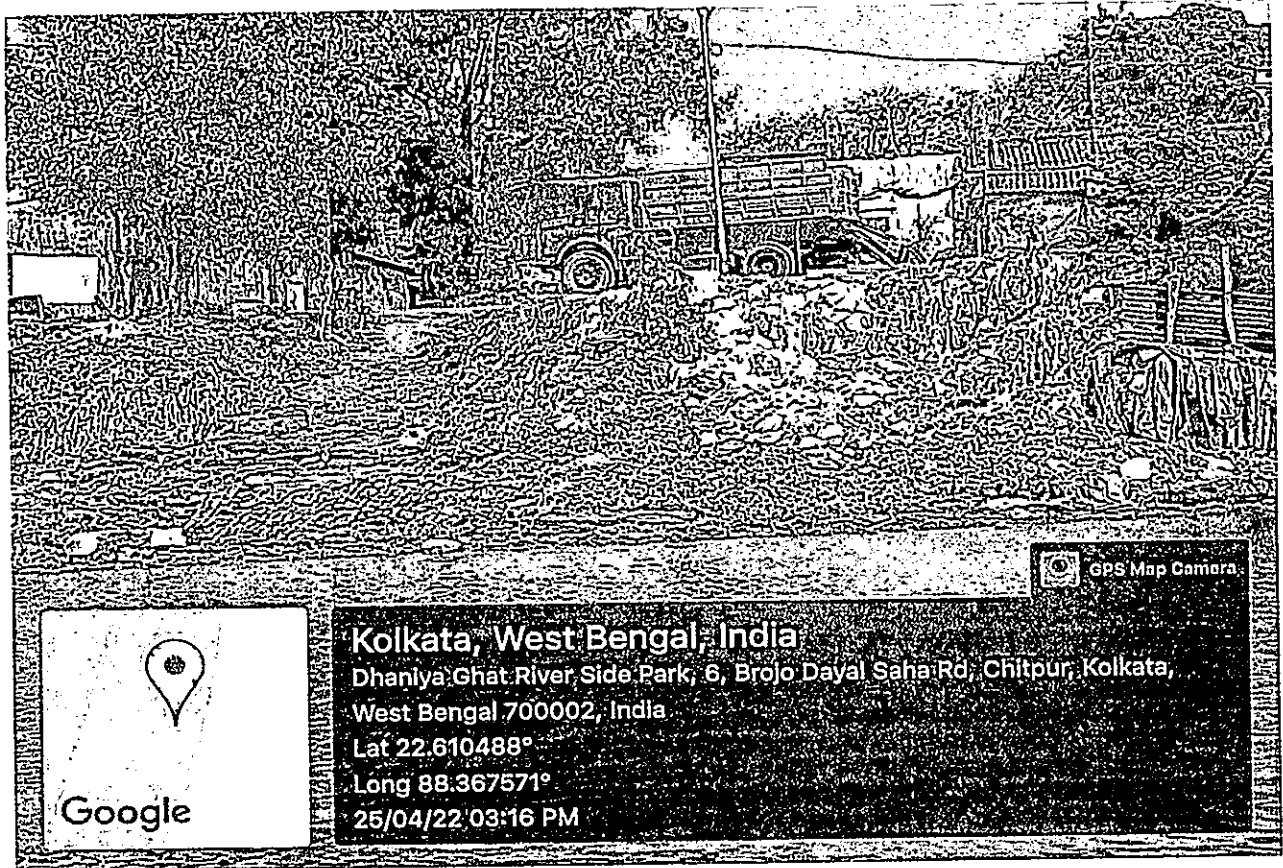 GPS Map Camera
Kolkata, West Bengal, India
Dhaniya Ghat River Side Park, 6, Brojo Dayal Saha Rd, Chitpur, Kolkata,
West Bengal 700002, India
Lat 22.610488°
Long 88.367571°
25/04/22 03:16 PM
Google